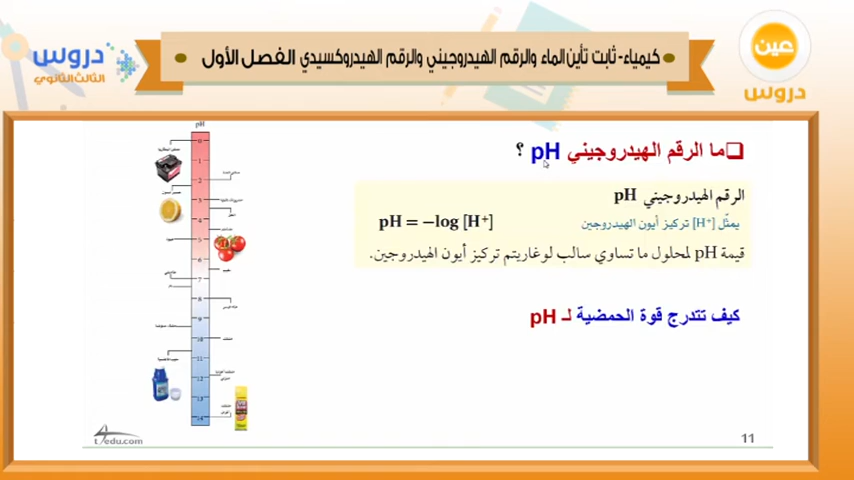 دروس
الثالث الثانوي
كيمياء- ثابت تأين الماء والرقم الهيدروجيني والرقم الهيدروكسيدي الفصل الأول
عين
دروس
ما الرقم الهيدروجيني pH ؟
الرقم الهيدروجيني pH
يمثّل [H+] تركيز أيون الهيدروجين
pH = −log [H+]
قيمة pH لمحلول ما تساوي سالب لوغاريتم تركيز أيون الهيدروجين.
كيف تتدرج قوة الحمضية لـ pH
pH
0
1
2
3
4
5
6
7
8
9
10
11
12
13
14
t4edu.com
11